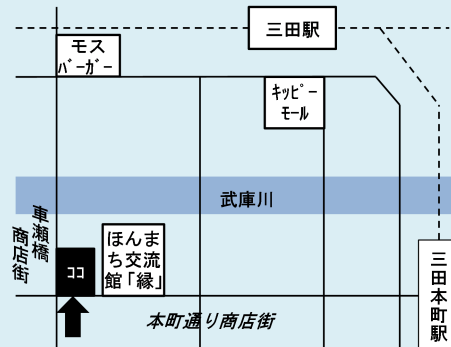 三田駅
モス
ﾊﾞｰｶﾞｰ
ｷｯﾋﾟｰ
ﾓｰﾙ
武庫川
車瀬橋
商店街
ほんま
ち交流
館「縁」
ココ
三田本町駅
本町通り商店街